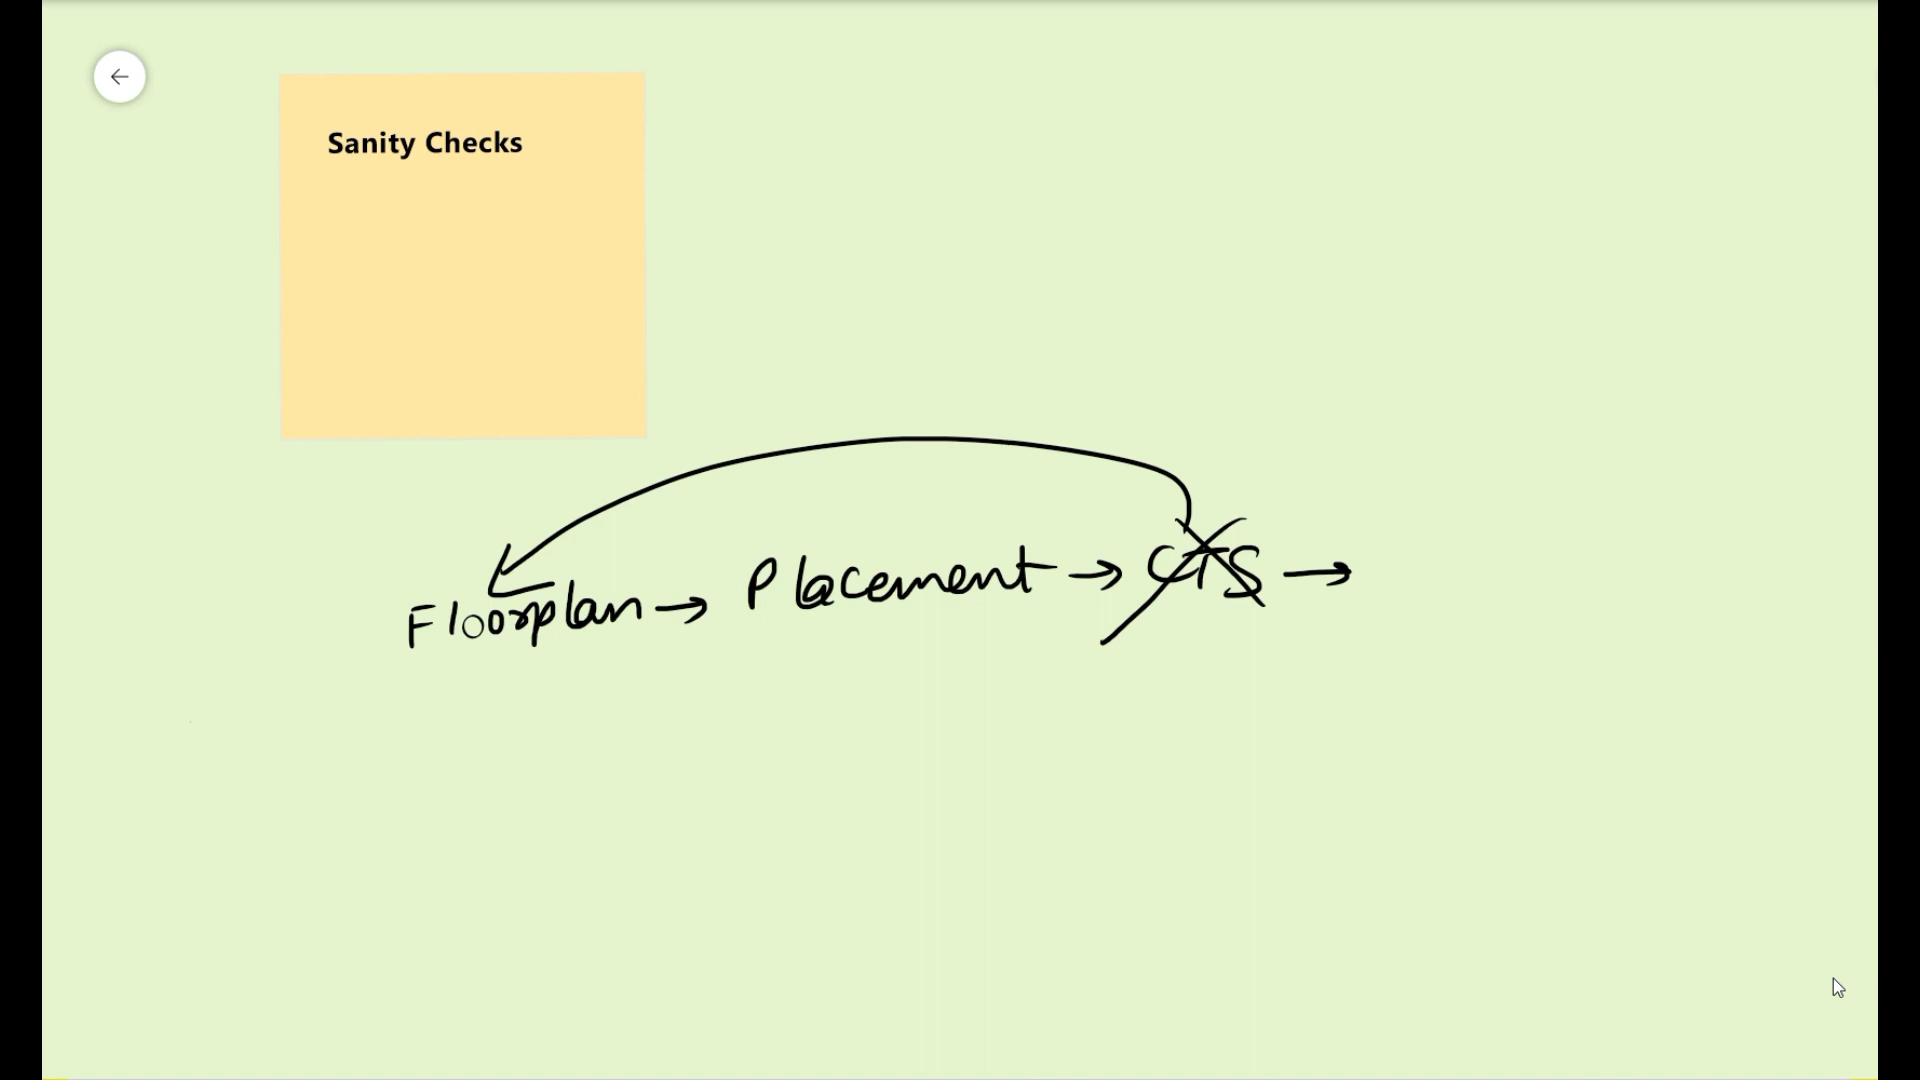 Sanity Checks
Floorplan → Placement → CTS →